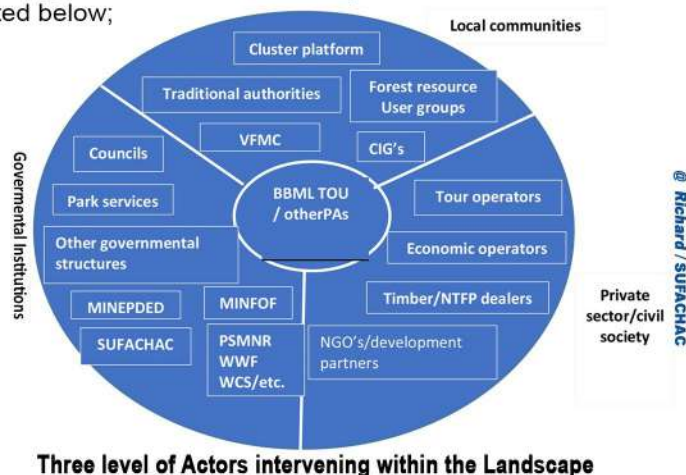 ted below;
Local communities
Cluster platform
Traditional authorities
Forest resource
User groups
VFMC
CIG's
Councils
Park services
Other governmental
structures
MINEPDED
MINFOF
SUFACHAC
PSMNR
WWF
WCS/etc.
Govermental Institutions
BBML TOU
/ otherPAs
Tour operators
Economic operators
Timber/NTFP dealers
NGO's/development
partners
Private
sector/civil
society
@ Richard / SUFACHAC
Three level of Actors intervening within the Landscape